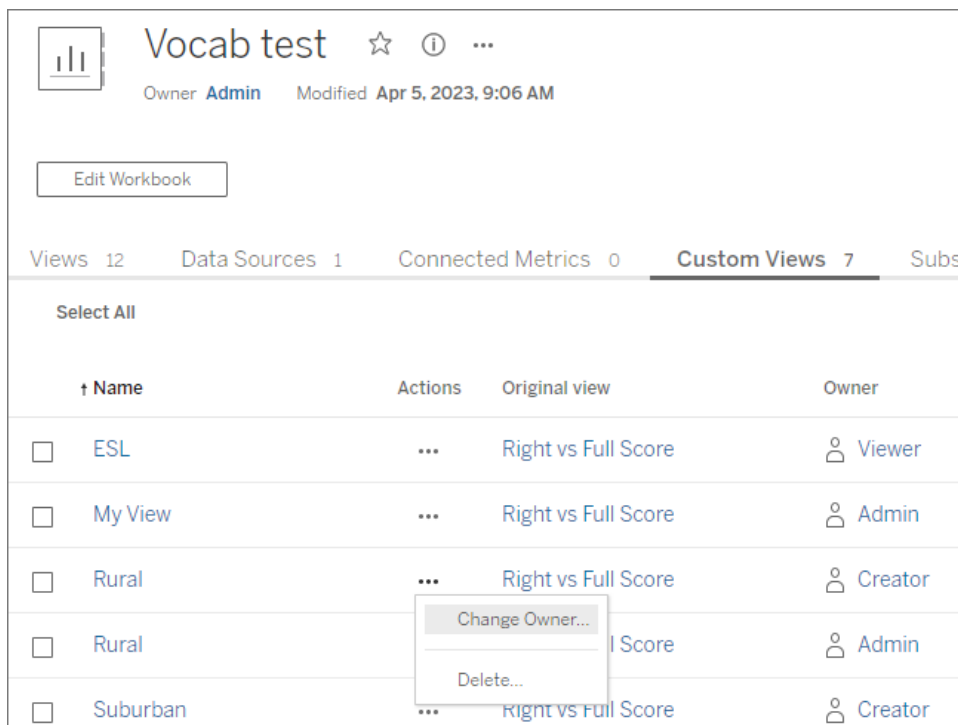 Vocab test
Owner Admin Modified Apr 5, 2023, 9:06 AM
Edit Workbook
Views 12 Data Sources 1 Connected Metrics 0 Custom Views 7 Subs
Select All
↑ Name Actions Original view Owner
ESL ... Right vs Full Score Viewer
My View ... Right vs Full Score Admin
Rural ... Right vs Full Score Creator
Change Owner...
Rural l Score Admin
Delete...
Suburban ... Right vs Full Score Creator